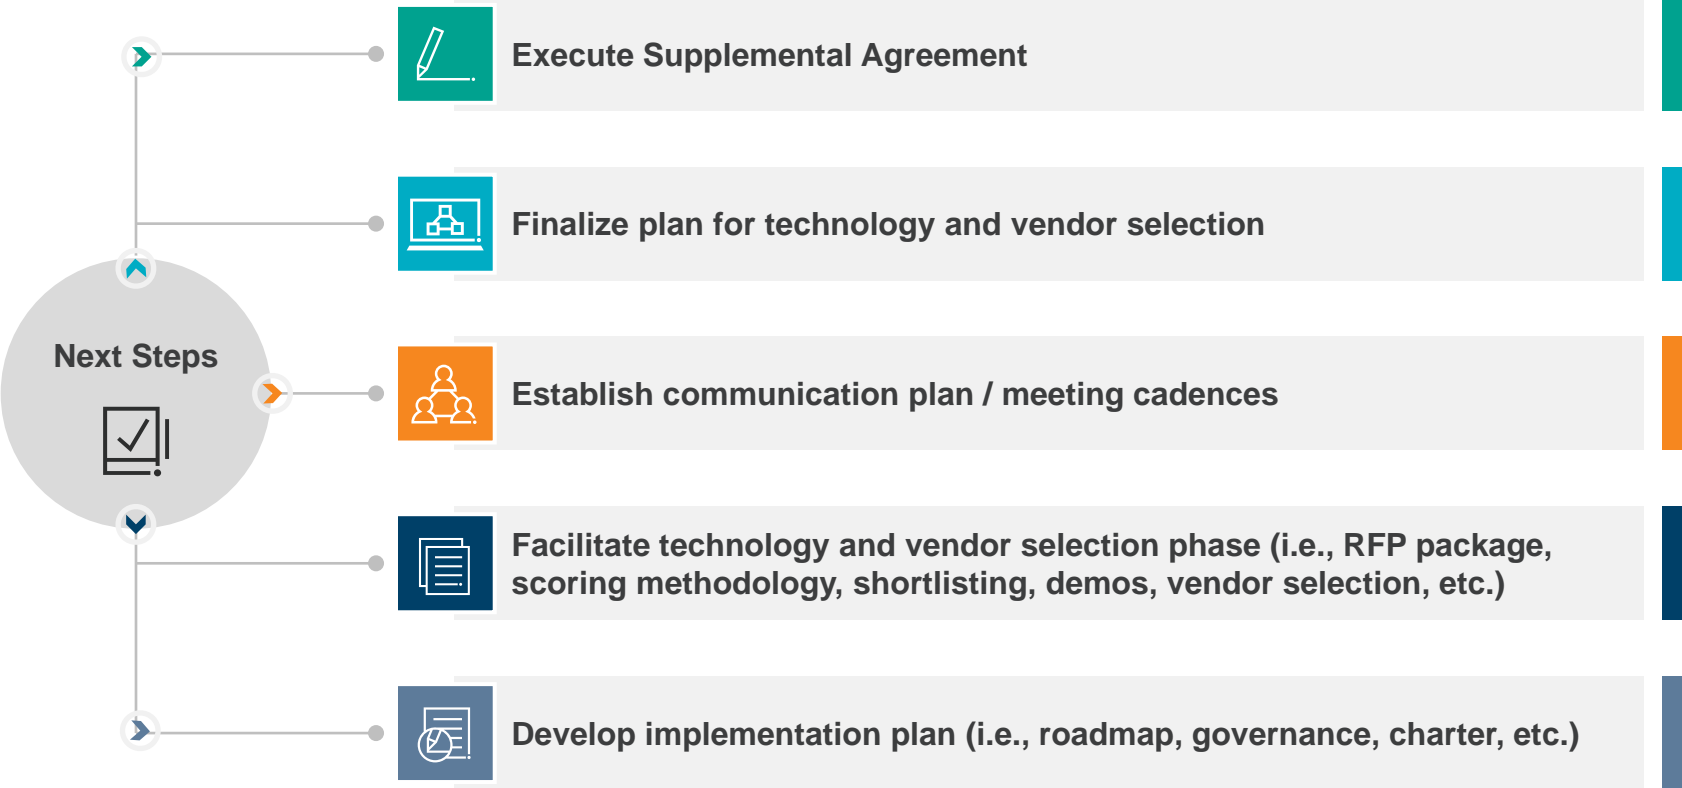 Execute Supplemental Agreement
Finalize plan for technology and vendor selection
Next Steps
Establish communication plan / meeting cadences
Facilitate technology and vendor selection phase (i.e., RFP package,
scoring methodology, shortlisting, demos, vendor selection, etc.)
Develop implementation plan (i.e., roadmap, governance, charter, etc.)